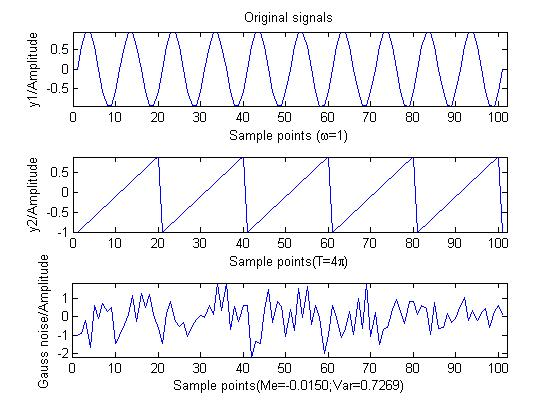 Original signals
y1/Amplitude
0.5
0
-0.5
0 10 20 30 40 50 60 70 80 90 100
Sample points (ω=1)
y2/Amplitude
0.5
0
-0.5
-1
0 10 20 30 40 50 60 70 80 90 100
Sample points(T=4π)
Gauss noise/Amplitude
1
0
-1
-2
0 10 20 30 40 50 60 70 80 90 100
Sample points(Me=-0.0150;Var=0.7269)